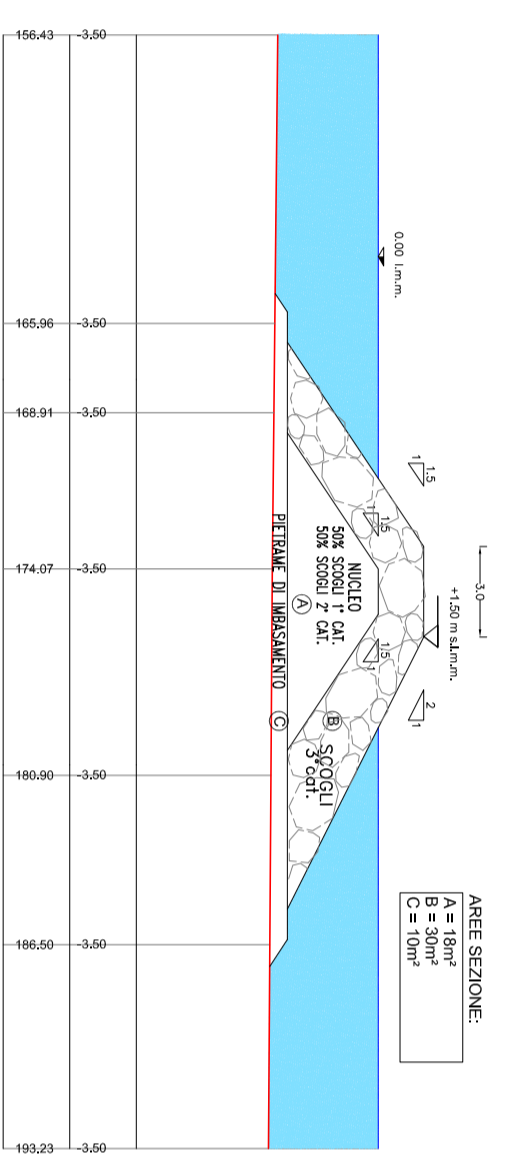 AREE SEZIONE:
A = 18m²
B = 30m²
C = 10m²
3.0
+1.50 m s.l.m.m.
0.00 l.m.m.
1.5
1
2
1
1.5
1
1.5
1
NUCLEO
50% SCOGLI 1° CAT.
50% SCOGLI 2° CAT.
A
B
SCOGLI
3° cat.
PIETRAME DI IMBASAMENTO
C
-3.50
-3.50
-3.50
-3.50
-3.50
-3.50
-3.50
156.43
165.96
168.91
174.07
180.90
186.50
193.23